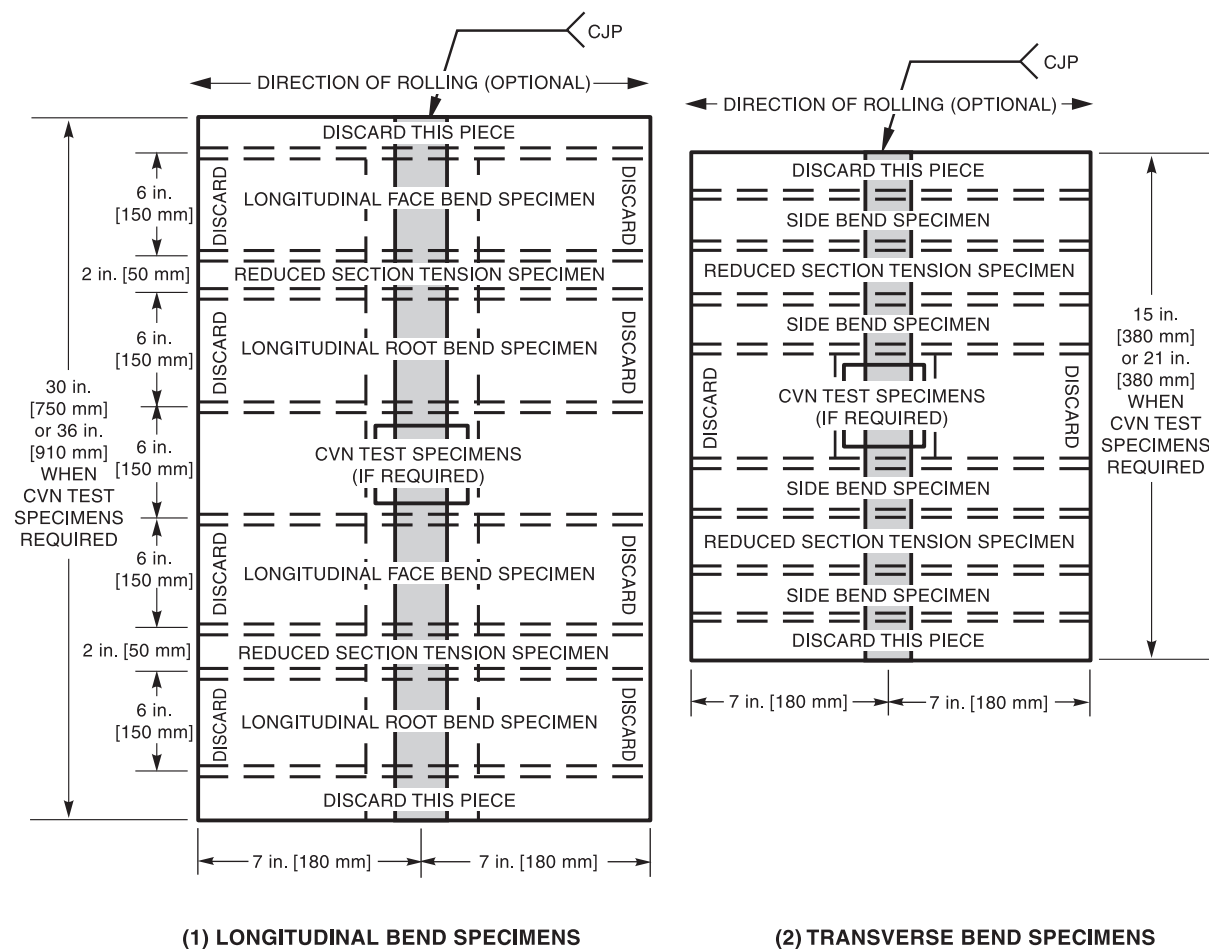 CJP
DIRECTION OF ROLLING (OPTIONAL)
DISCARD THIS PIECE
6 in.
[150 mm]
DISCARD
LONGITUDINAL FACE BEND SPECIMEN
DISCARD
2 in. [50 mm]
REDUCED SECTION TENSION SPECIMEN
6 in.
[150 mm]
DISCARD
LONGITUDINAL ROOT BEND SPECIMEN
DISCARD
30 in.
[750 mm]
or 36 in.
[910 mm]
WHEN
CVN TEST
SPECIMENS
REQUIRED
6 in.
[150 mm]
CVN TEST SPECIMENS
(IF REQUIRED)
6 in.
[150 mm]
DISCARD
LONGITUDINAL FACE BEND SPECIMEN
DISCARD
2 in. [50 mm]
REDUCED SECTION TENSION SPECIMEN
6 in.
[150 mm]
DISCARD
LONGITUDINAL ROOT BEND SPECIMEN
DISCARD
DISCARD THIS PIECE
7 in. [180 mm]
7 in. [180 mm]
(1) LONGITUDINAL BEND SPECIMENS
CJP
DIRECTION OF ROLLING (OPTIONAL)
DISCARD THIS PIECE
SIDE BEND SPECIMEN
REDUCED SECTION TENSION SPECIMEN
SIDE BEND SPECIMEN
DISCARD
CVN TEST SPECIMENS
(IF REQUIRED)
DISCARD
15 in.
[380 mm]
or 21 in.
[380 mm]
WHEN
CVN TEST
SPECIMENS
REQUIRED
SIDE BEND SPECIMEN
REDUCED SECTION TENSION SPECIMEN
SIDE BEND SPECIMEN
DISCARD THIS PIECE
7 in. [180 mm]
7 in. [180 mm]
(2) TRANSVERSE BEND SPECIMENS